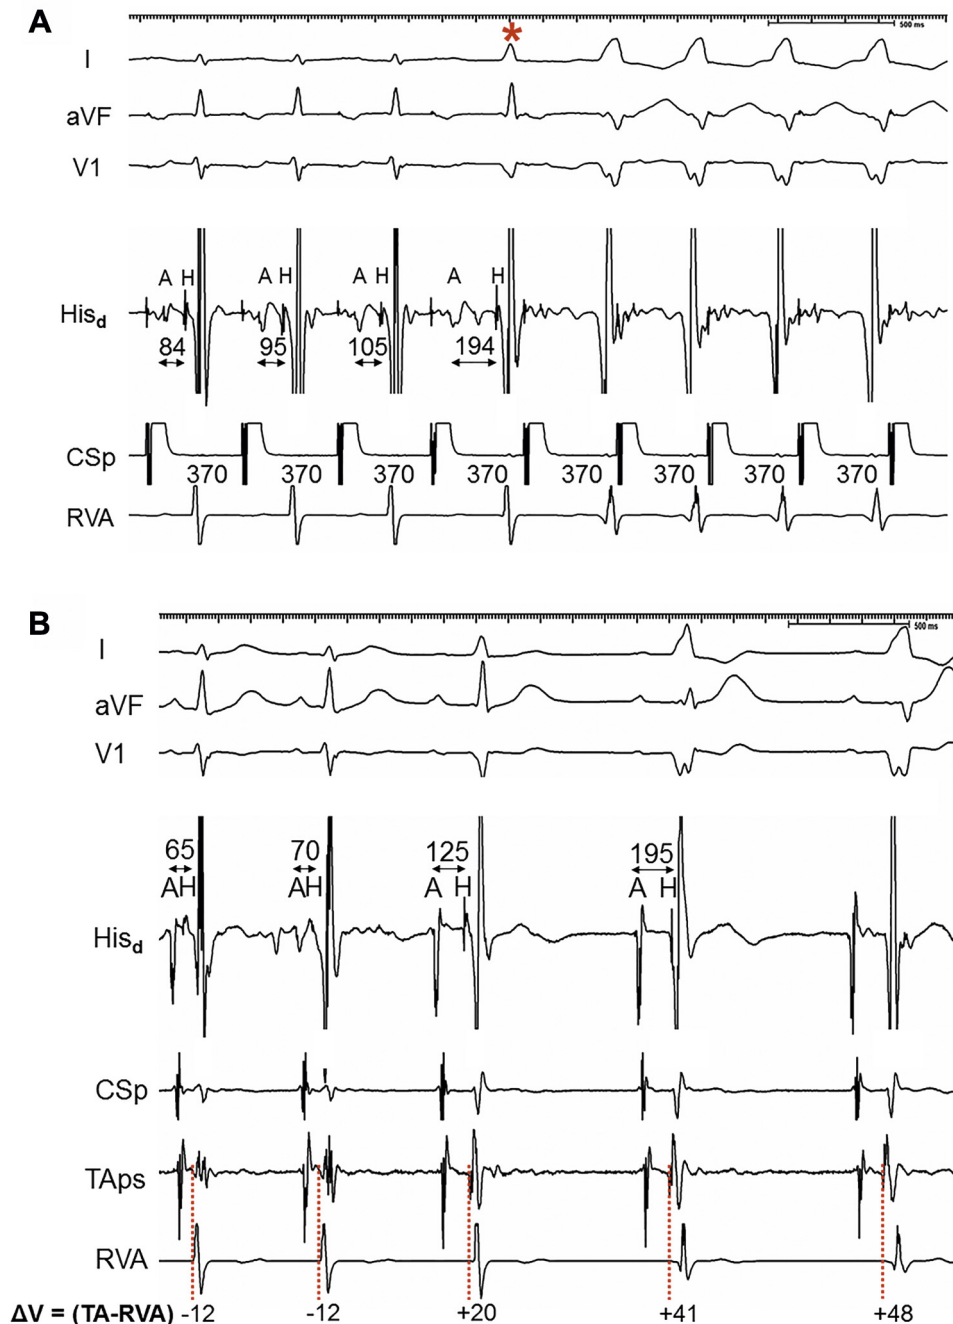 A
500 ms
*
I
aVF
V1
A H A H A H A H
His d
84 95 105 194
CSp
370 370 370 370 370 370 370 370
RVA
B
500 ms
I
aVF
V1
65 70 125 195
AH AH A H A H
His d
CSp
TAps
RVA
ΔV = (TA-RVA) -12 -12 +20 +41 +48